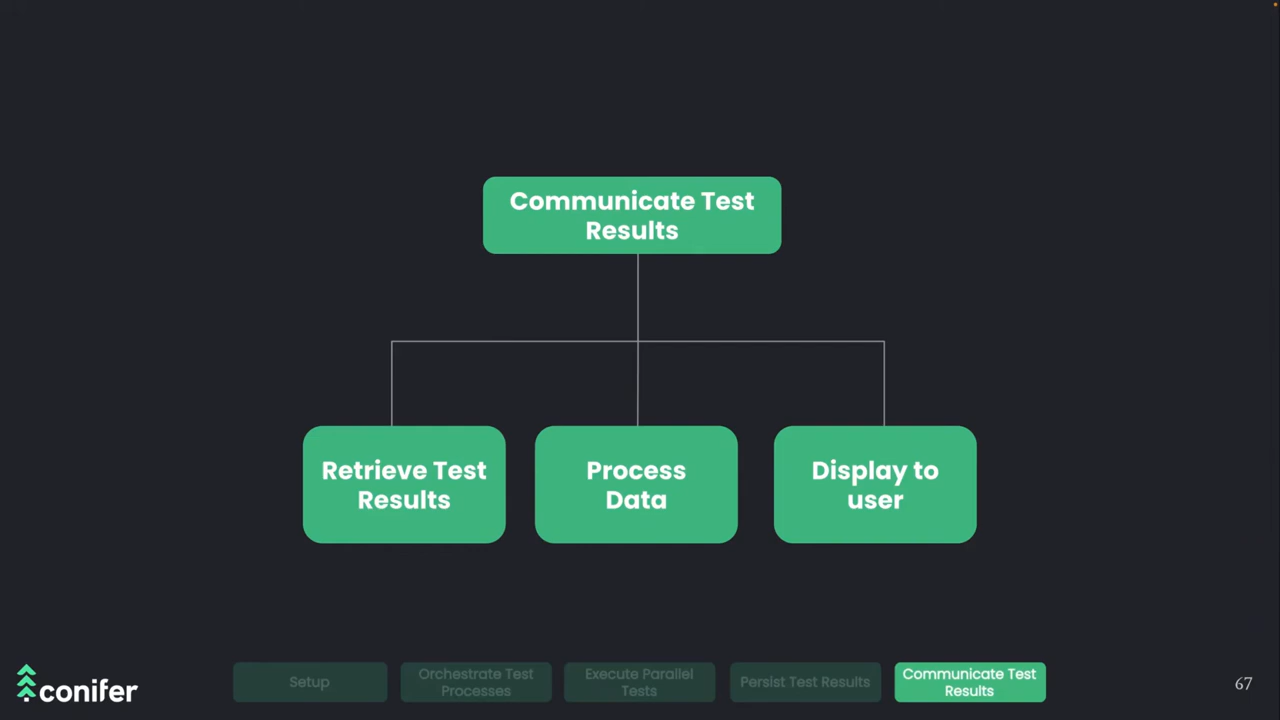 Communicate Test
Results
Retrieve Test
Results
Process
Data
Display to
user
conifer
Setup
Orchestrate Test
Processes
Execute Parallel
Tests
Persist Test Results
Communicate Test
Results
67